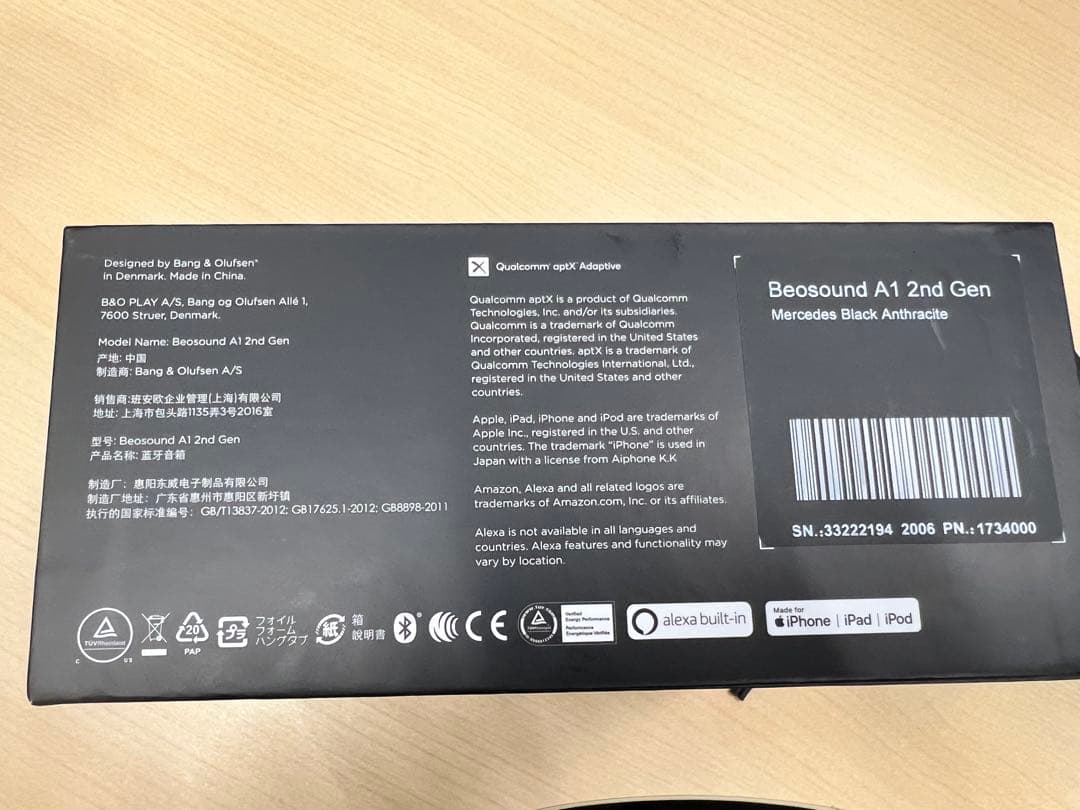 Designed by Bang & Olufsen®
in Denmark. Made in China.
B&O PLAY A/S, Bang og Olufsen Allé 1,
7600 Struer, Denmark.
Model Name: Beosound A1 2nd Gen
产地: 中国
制造商: Bang & Olufsen A/S
销售商:班安欧企业管理(上海)有限公司
地址: 上海市包头路1135弄3号2016室
型号: Beosound A1 2nd Gen
产品名称: 蓝牙音箱
制造厂: 惠阳东威电子制品有限公司
制造厂地址: 广东省惠州市惠阳区新圩镇
执行的国家标准编号: GB/T13837-2012; GB17625.1-2012; GB8898-2011
Qualcomm® aptX™ Adaptive
Qualcomm aptX is a product of Qualcomm
Technologies, Inc. and/or its subsidiaries.
Qualcomm is a trademark of Qualcomm
Incorporated, registered in the United States
and other countries. aptX is a trademark of
Qualcomm Technologies International, Ltd.,
registered in the United States and other
countries.
Apple, iPad, iPhone and iPod are trademarks of
Apple Inc., registered in the U.S. and other
countries. The trademark “iPhone” is used in
Japan with a license from Aiphone K.K
Amazon, Alexa and all related logos are
trademarks of Amazon.com, Inc. or its affiliates.
Alexa is not available in all languages and
countries. Alexa features and functionality may
vary by location.
Beosound A1 2nd Gen
Mercedes Black Anthracite
SN.:33222194 2006 PN.:1734000
TÜVRheinland
C US
20
PAP
プラ
フォイル
フォーム
ハングタブ
紙
箱
説明書
CE
Verified
Energy Performance
Performance
Énergétique Vérifiée
alexa built-in
Made for
iPhone | iPad | iPod